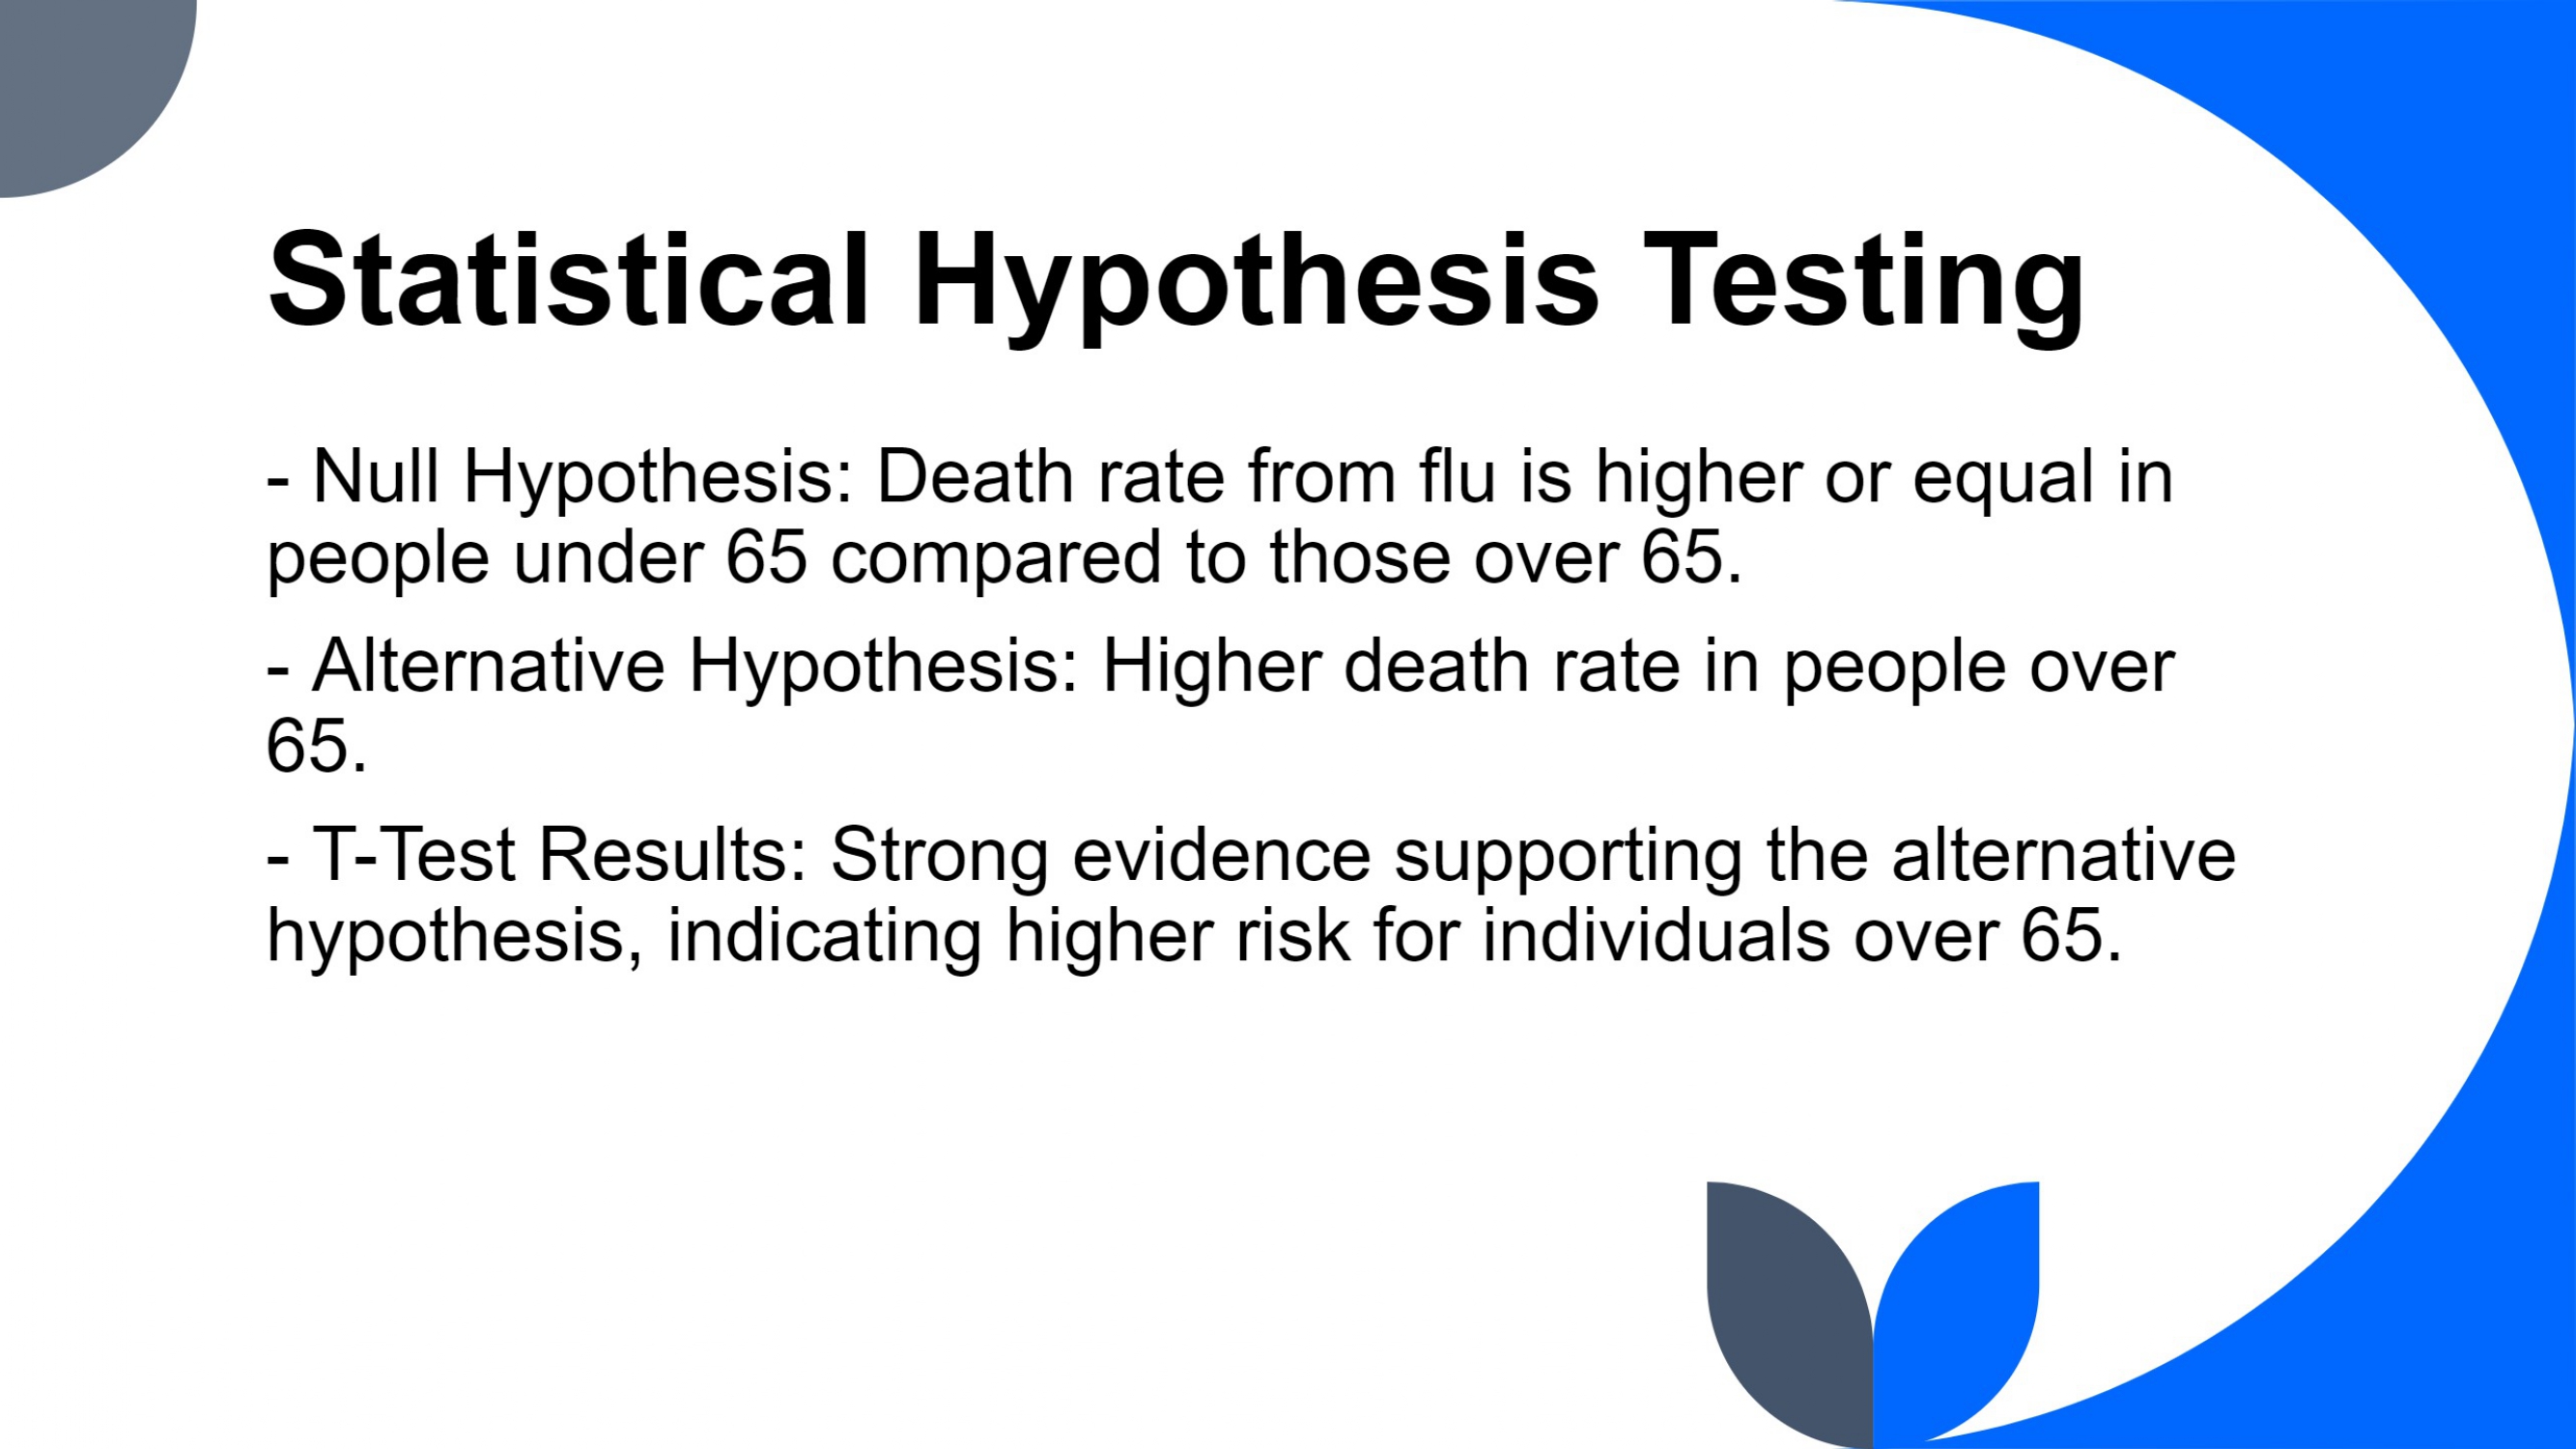 Statistical Hypothesis Testing
- Null Hypothesis: Death rate from flu is higher or equal in
people under 65 compared to those over 65.
- Alternative Hypothesis: Higher death rate in people over
65.
- T-Test Results: Strong evidence supporting the alternative
hypothesis, indicating higher risk for individuals over 65.